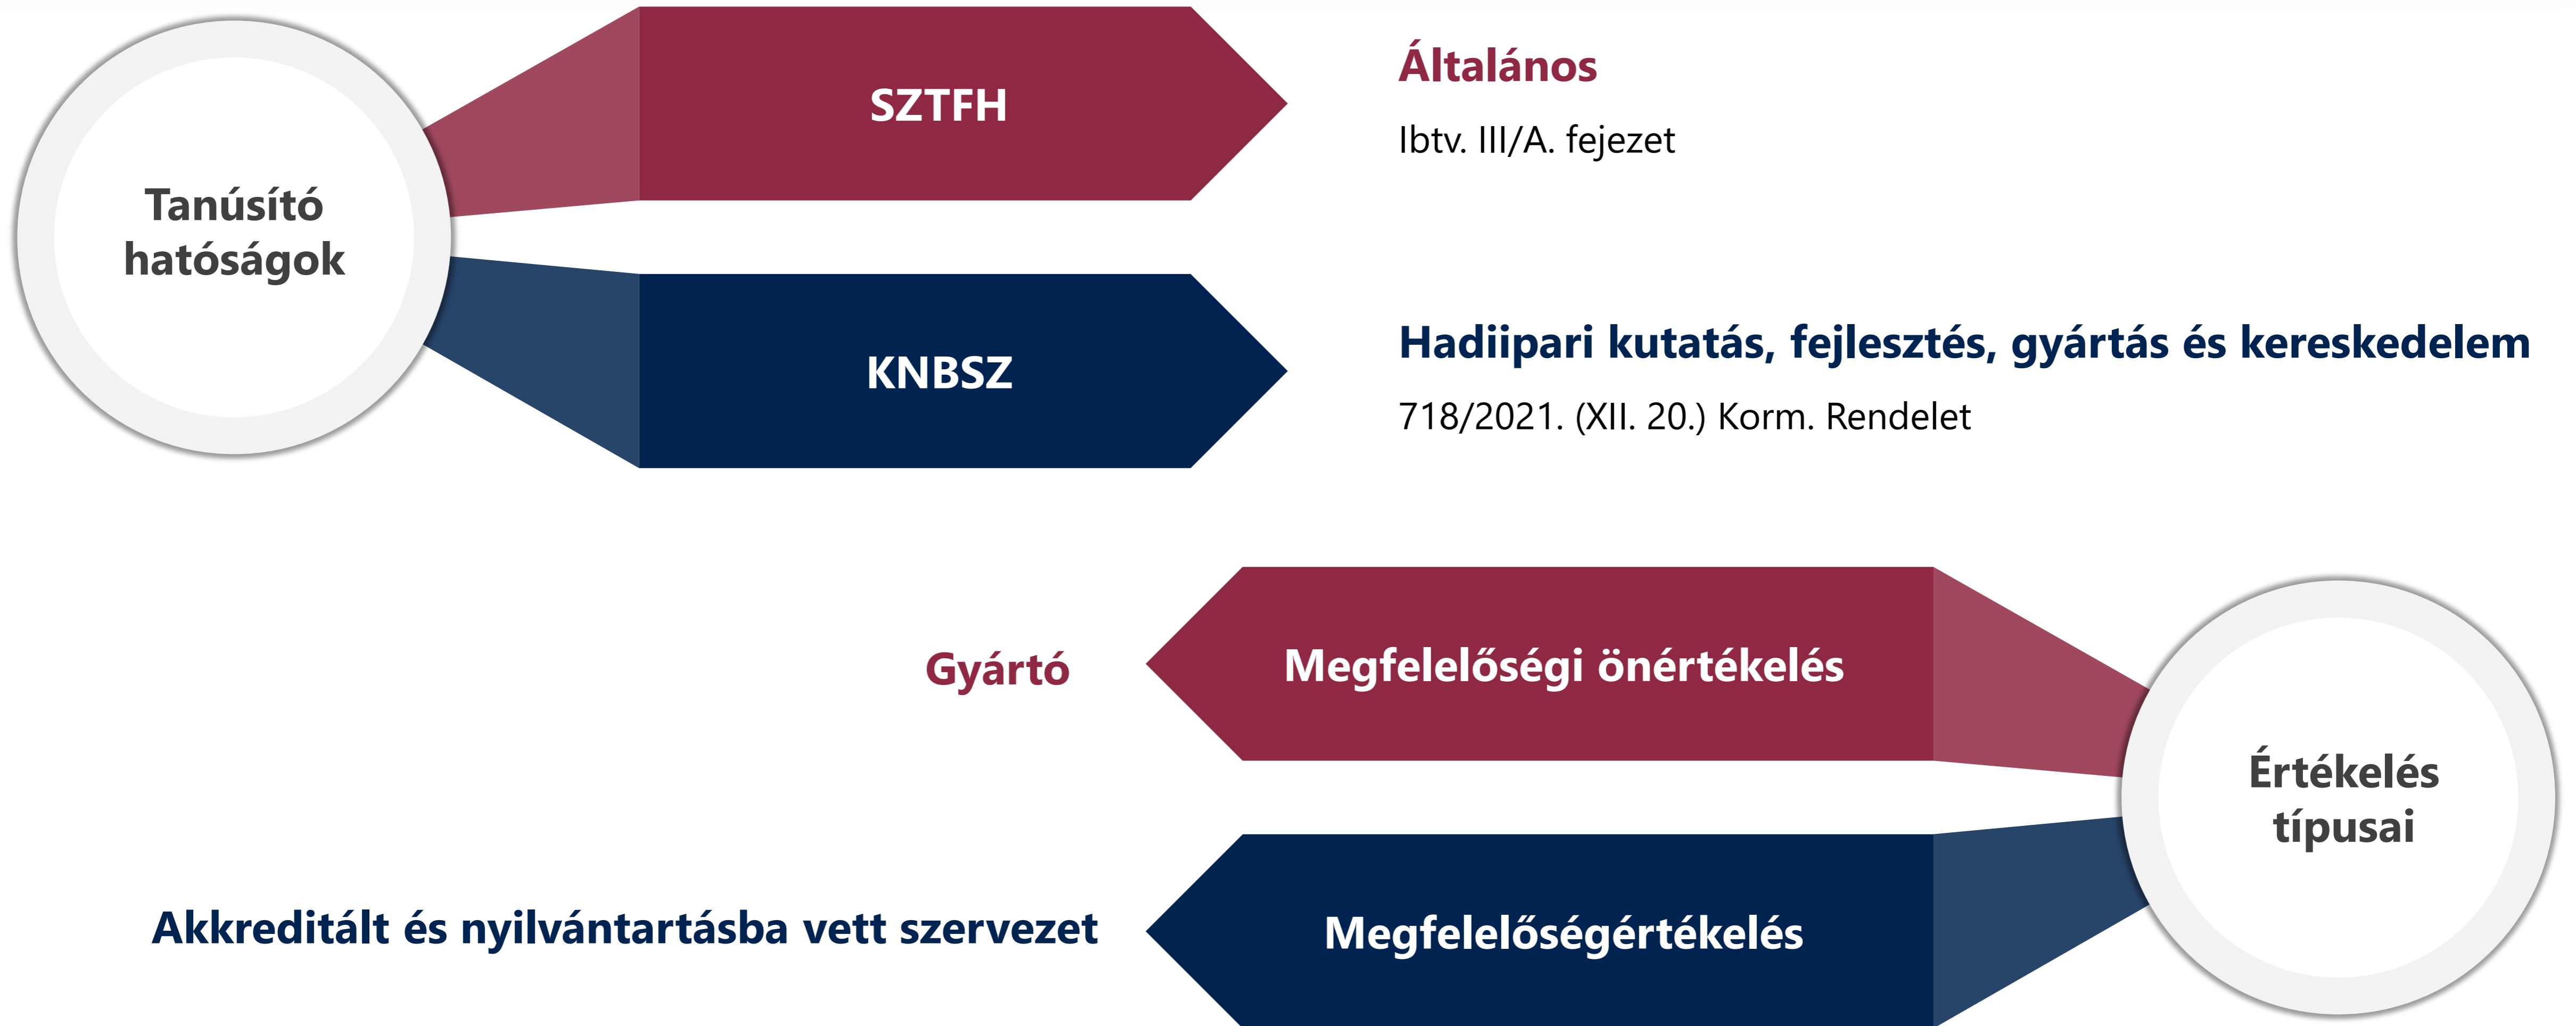 Tanúsító
hatóságok
SZTFH
Általános
Ibtv. III/A. fejezet
KNBSZ
Hadiipari kutatás, fejlesztés, gyártás és kereskedelem
718/2021. (XII. 20.) Korm. Rendelet
Gyártó
Megfelelőségi önértékelés
Értékelés
típusai
Akkreditált és nyilvántartásba vett szervezet
Megfelelőségértékelés